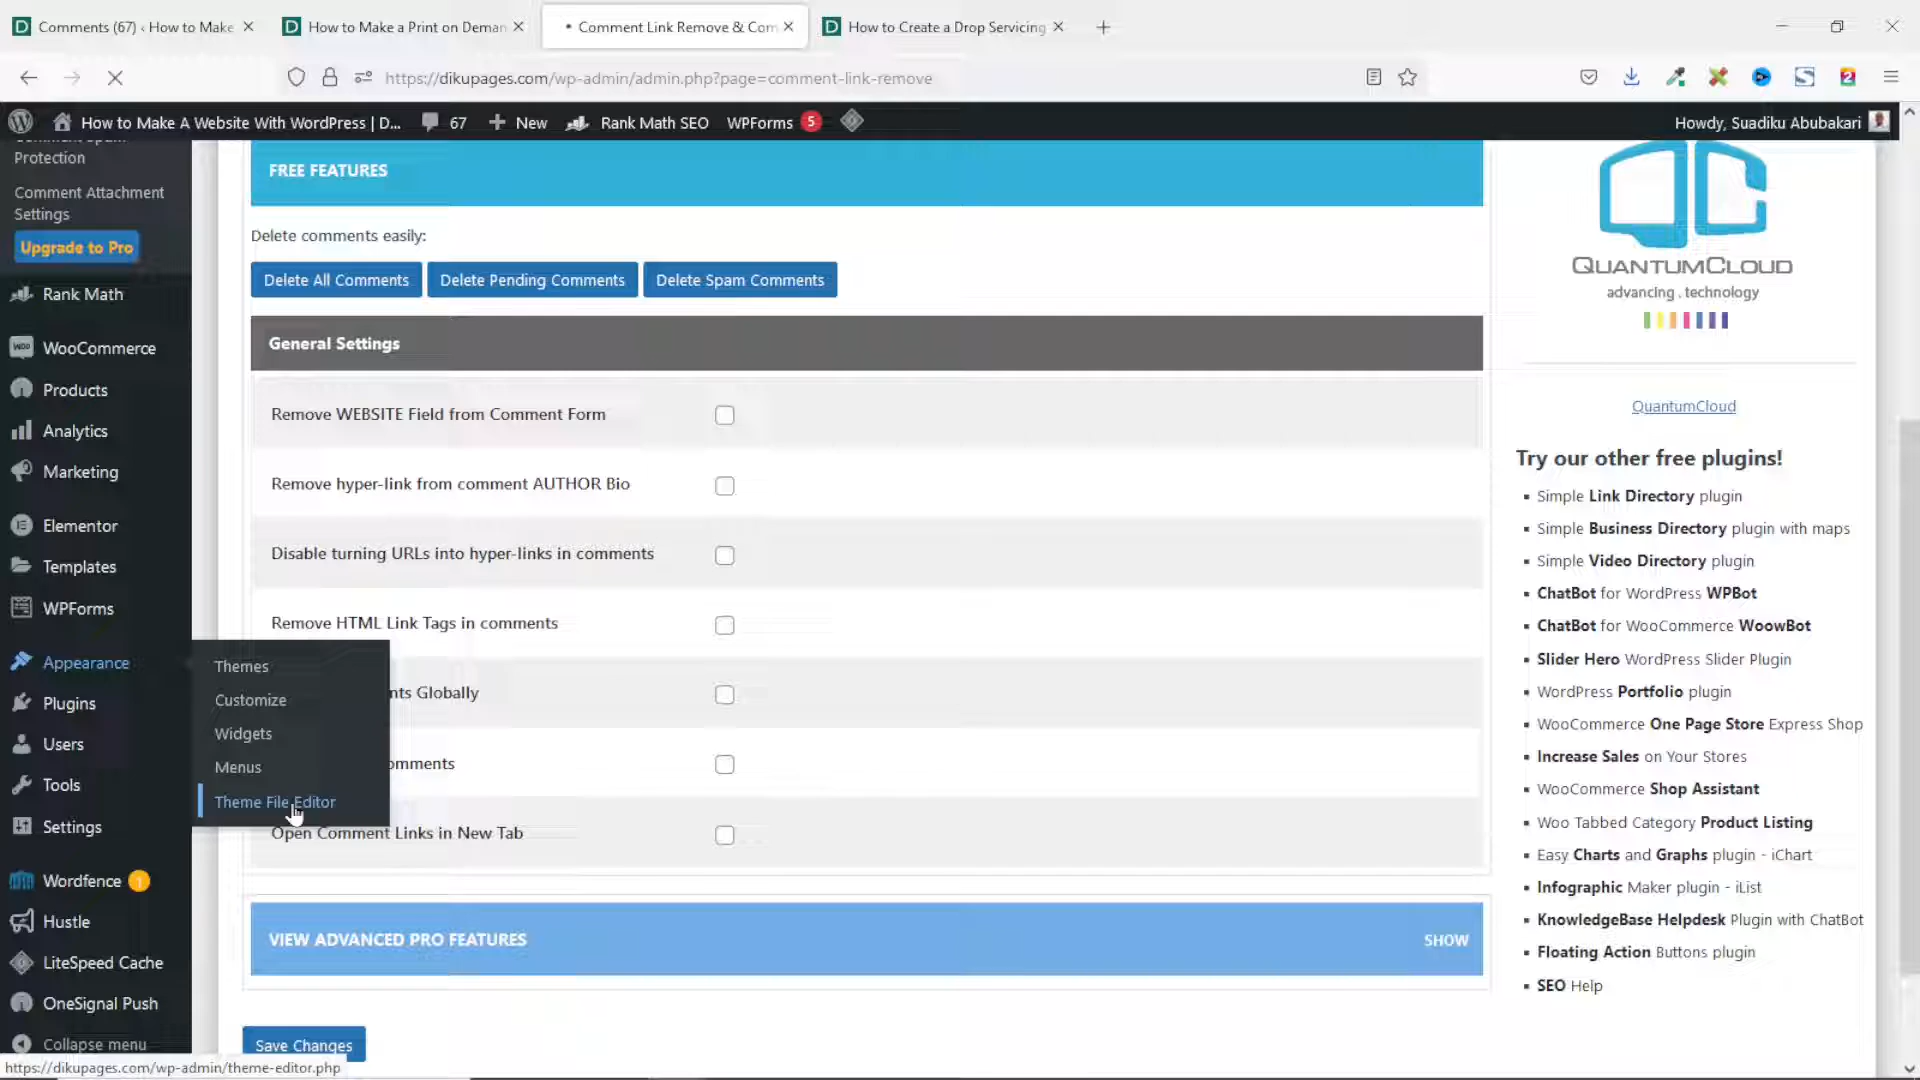 Comments (67) ‹ How to Make
How to Make a Print on Deman
Comment Link Remove & Com
How to Create a Drop Servicing
https://dikupages.com/wp-admin/admin.php?page=comment-link-remove
How to Make A Website With WordPress | D...
67
New
Rank Math SEO
WPForms 5
Howdy, Suadiku Abubakari
Protection
Comment Attachment
Settings
Upgrade to Pro
Rank Math
WooCommerce
Products
Analytics
Marketing
Elementor
Templates
WPForms
Appearance
Plugins
Users
Tools
Settings
Wordfence 1
Hustle
LiteSpeed Cache
OneSignal Push
Collapse menu
Themes
Customize
Widgets
Menus
Theme File Editor
FREE FEATURES
Delete comments easily:
Delete All Comments
Delete Pending Comments
Delete Spam Comments
General Settings
Remove WEBSITE Field from Comment Form
Remove hyper-link from comment AUTHOR Bio
Disable turning URLs into hyper-links in comments
Remove HTML Link Tags in comments
nts Globally
omments
Open Comment Links in New Tab
VIEW ADVANCED PRO FEATURES
SHOW
Save Changes
QUANTUMCLOUD
advancing . technology
QuantumCloud
Try our other free plugins!
Simple Link Directory plugin
Simple Business Directory plugin with maps
Simple Video Directory plugin
ChatBot for WordPress WPBot
ChatBot for WooCommerce WoowBot
Slider Hero WordPress Slider Plugin
WordPress Portfolio plugin
WooCommerce One Page Store Express Shop
Increase Sales on Your Stores
WooCommerce Shop Assistant
Woo Tabbed Category Product Listing
Easy Charts and Graphs plugin - iChart
Infographic Maker plugin - iList
KnowledgeBase Helpdesk Plugin with ChatBot
Floating Action Buttons plugin
SEO Help
https://dikupages.com/wp-admin/theme-editor.php